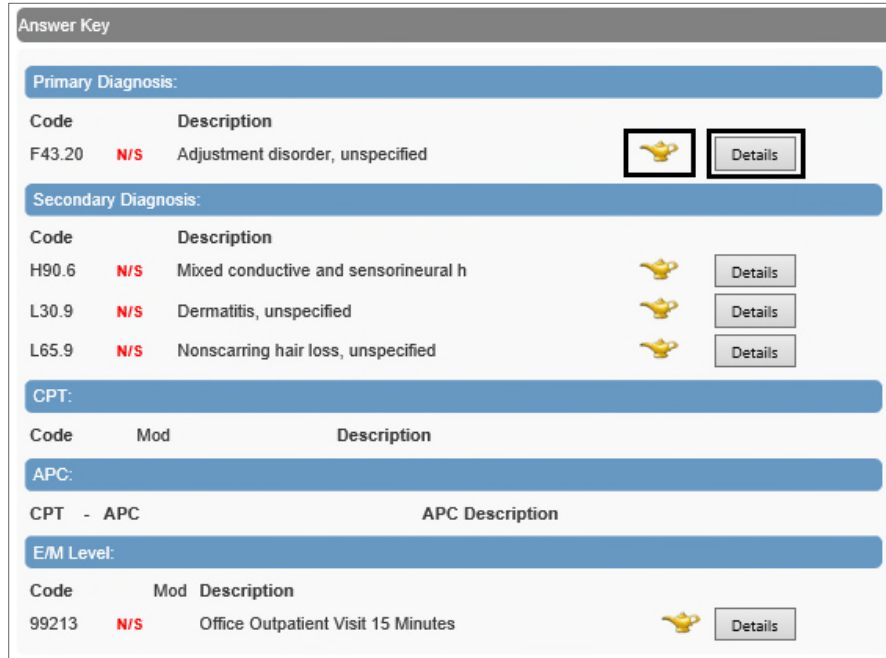 Answer Key
Primary Diagnosis:
Code Description
F43.20 N/S Adjustment disorder, unspecified Details
Secondary Diagnosis:
Code Description
H90.6 N/S Mixed conductive and sensorineural h Details
L30.9 N/S Dermatitis, unspecified Details
L65.9 N/S Nonscarring hair loss, unspecified Details
CPT:
Code Mod Description
APC:
CPT - APC APC Description
E/M Level:
Code Mod Description
99213 N/S Office Outpatient Visit 15 Minutes Details